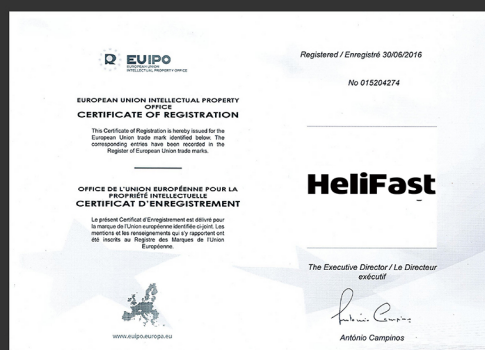 EUIPO
EUROPEAN UNION
INTELLECTUAL PROPERTY OFFICE
EUROPEAN UNION INTELLECTUAL PROPERTY
OFFICE
CERTIFICATE OF REGISTRATION
This Certificate of Registration is hereby issued for the
European Union trade mark identified below. The
corresponding entries have been recorded in the
Register of European Union trade marks.
OFFICE DE L'UNION EUROPÉENNE POUR LA
PROPRIÉTÉ INTELLECTUELLE
CERTIFICAT D'ENREGISTREMENT
Le présent Certificat d'Enregistrement est délivré pour
la marque de l'Union européenne identifiée ci-joint. Les
mentions et les renseignements qui s'y rapportent ont
été inscrits au Registre des Marques de l'Union
Européenne.
www.euipo.europa.eu
Registered / Enregistré 30/06/2016
No 015204274
HeliFast
The Executive Director / Le Directeur
exécutif
António Campinos
António Campinos